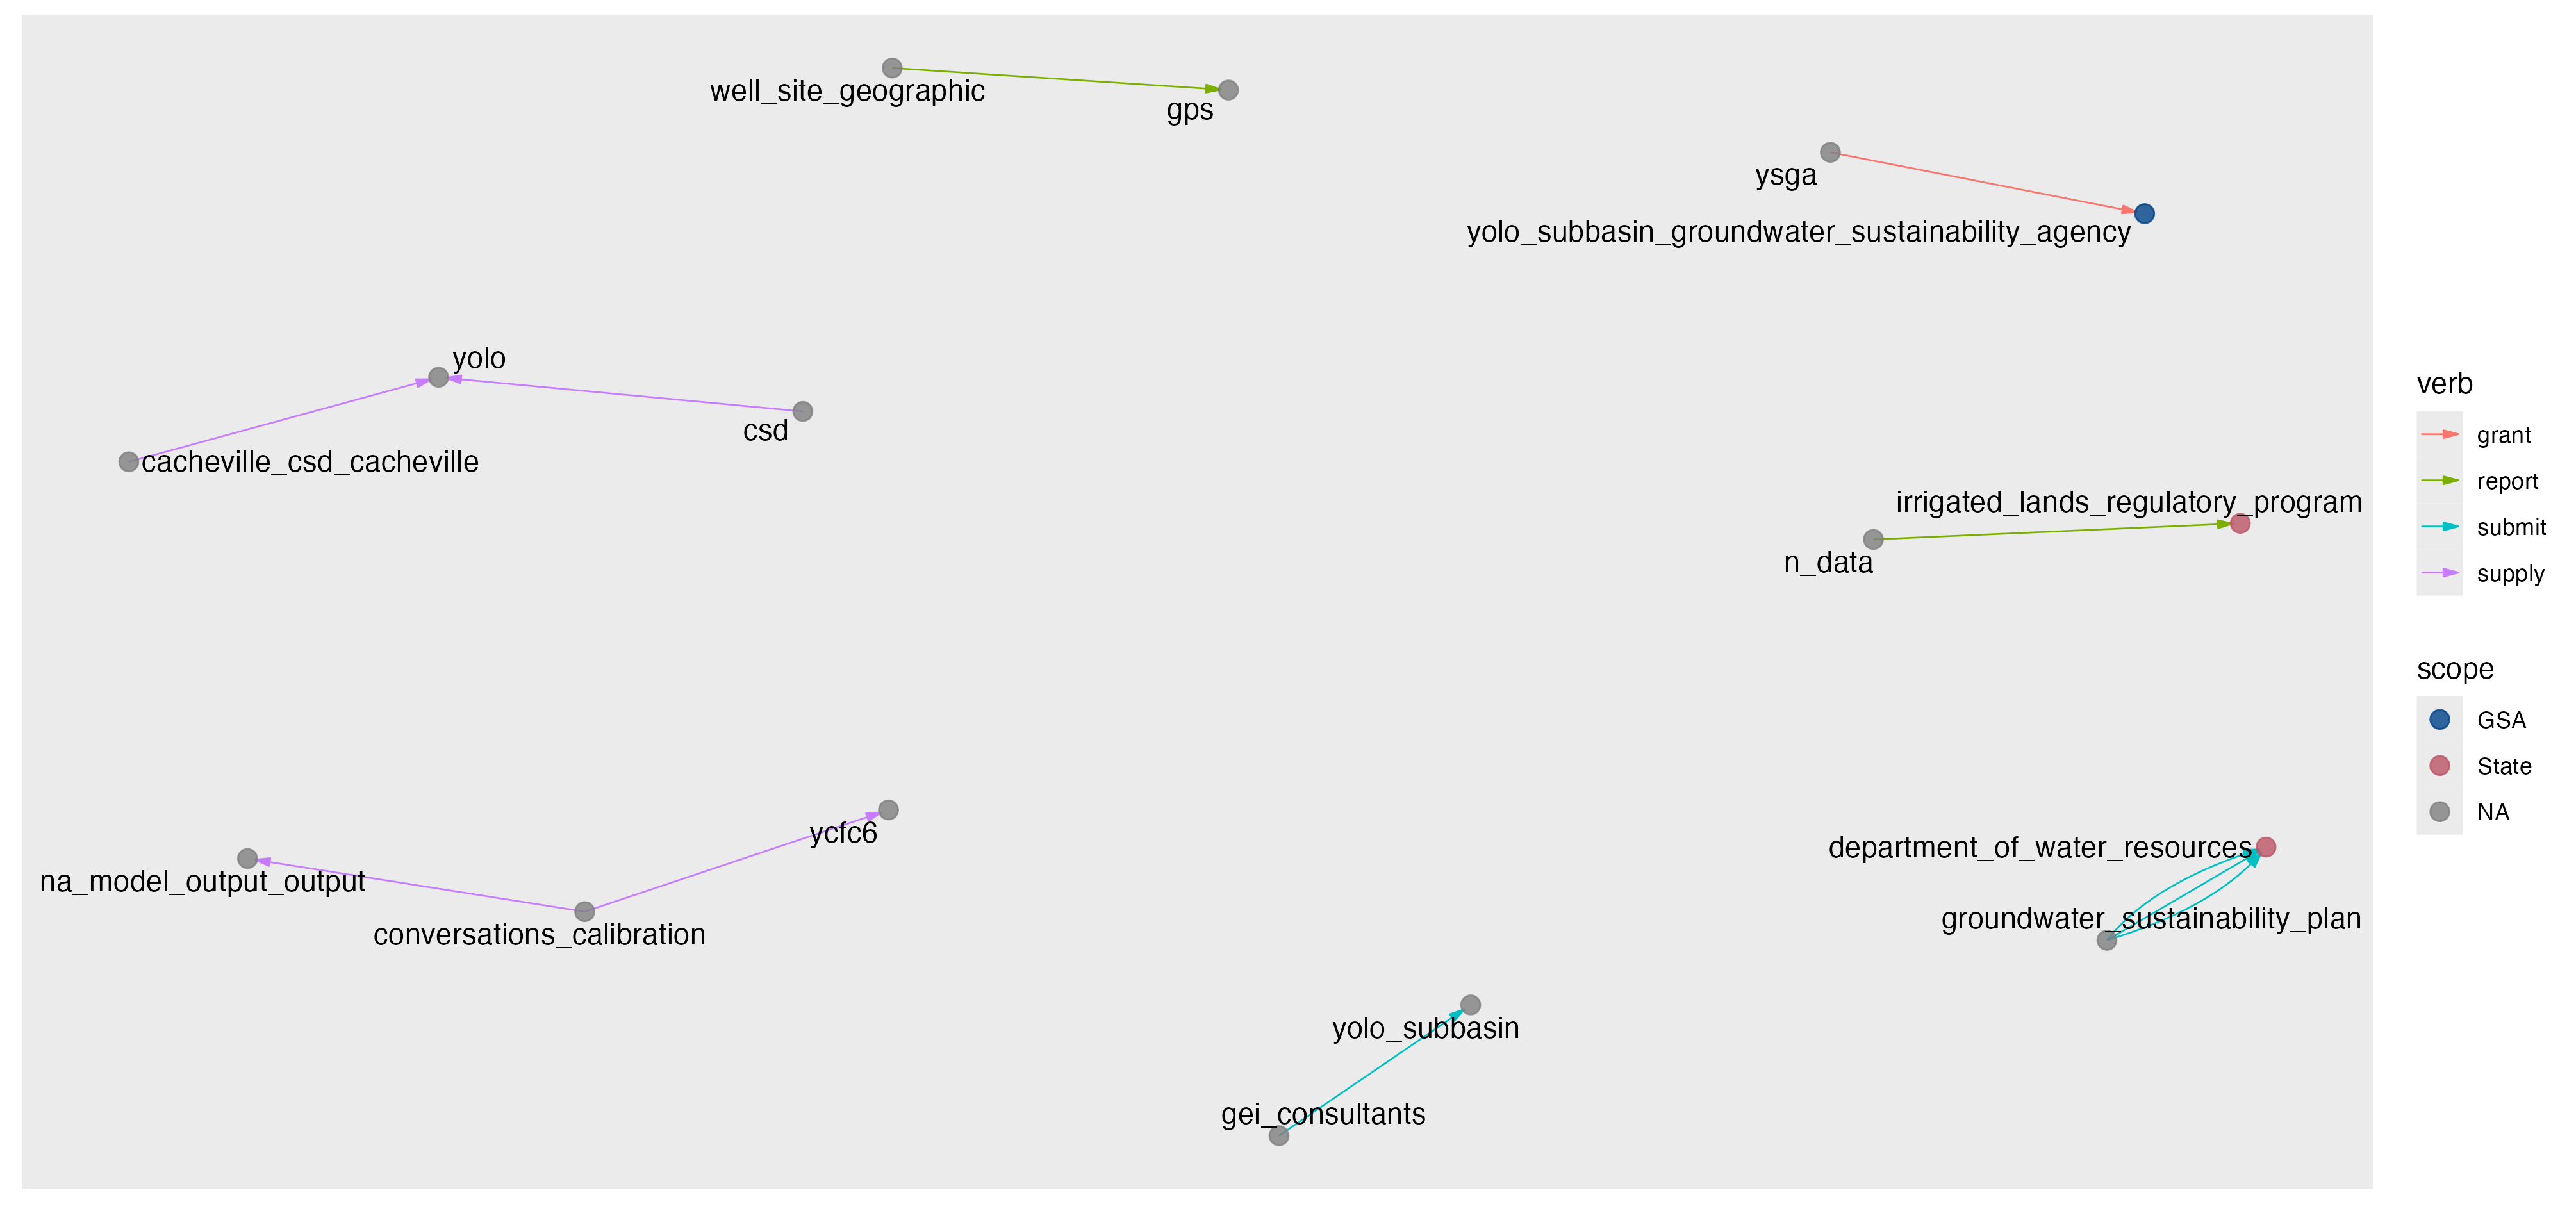 well_site_geographic
gps
ysga
yolo_subbasin_groundwater_sustainability_agency
yolo
csd
cacheville_csd_cacheville
irrigated_lands_regulatory_program
n_data
ycfc6
na_model_output_output
conversations_calibration
department_of_water_resources
groundwater_sustainability_plan
yolo_subbasin
gei_consultants
verb
grant
report
submit
supply
scope
GSA
State
NA